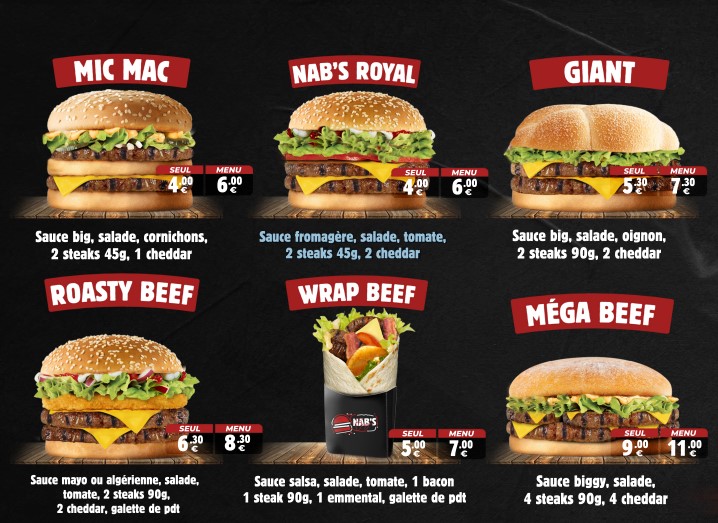 MIC MAC
SEUL MENU
4.00 € 6.00 €
Sauce big, salade, cornichons,
2 steaks 45g, 1 cheddar
NAB'S ROYAL
SEUL MENU
4.00 € 6.00 €
Sauce fromagère, salade, tomate,
2 steaks 45g, 2 cheddar
GIANT
SEUL MENU
5.30 € 7.30 €
Sauce big, salade, oignon,
2 steaks 90g, 2 cheddar
ROASTY BEEF
SEUL MENU
6.30 € 8.30 €
Sauce mayo ou algérienne, salade,
tomate, 2 steaks 90g,
2 cheddar, galette de pdt
WRAP BEEF
NAB'S
SEUL MENU
5.00 € 7.00 €
Sauce salsa, salade, tomate, 1 bacon
1 steak 90g, 1 emmental, galette de pdt
MÉGA BEEF
SEUL MENU
9.00 € 11.00 €
Sauce biggy, salade,
4 steaks 90g, 4 cheddar